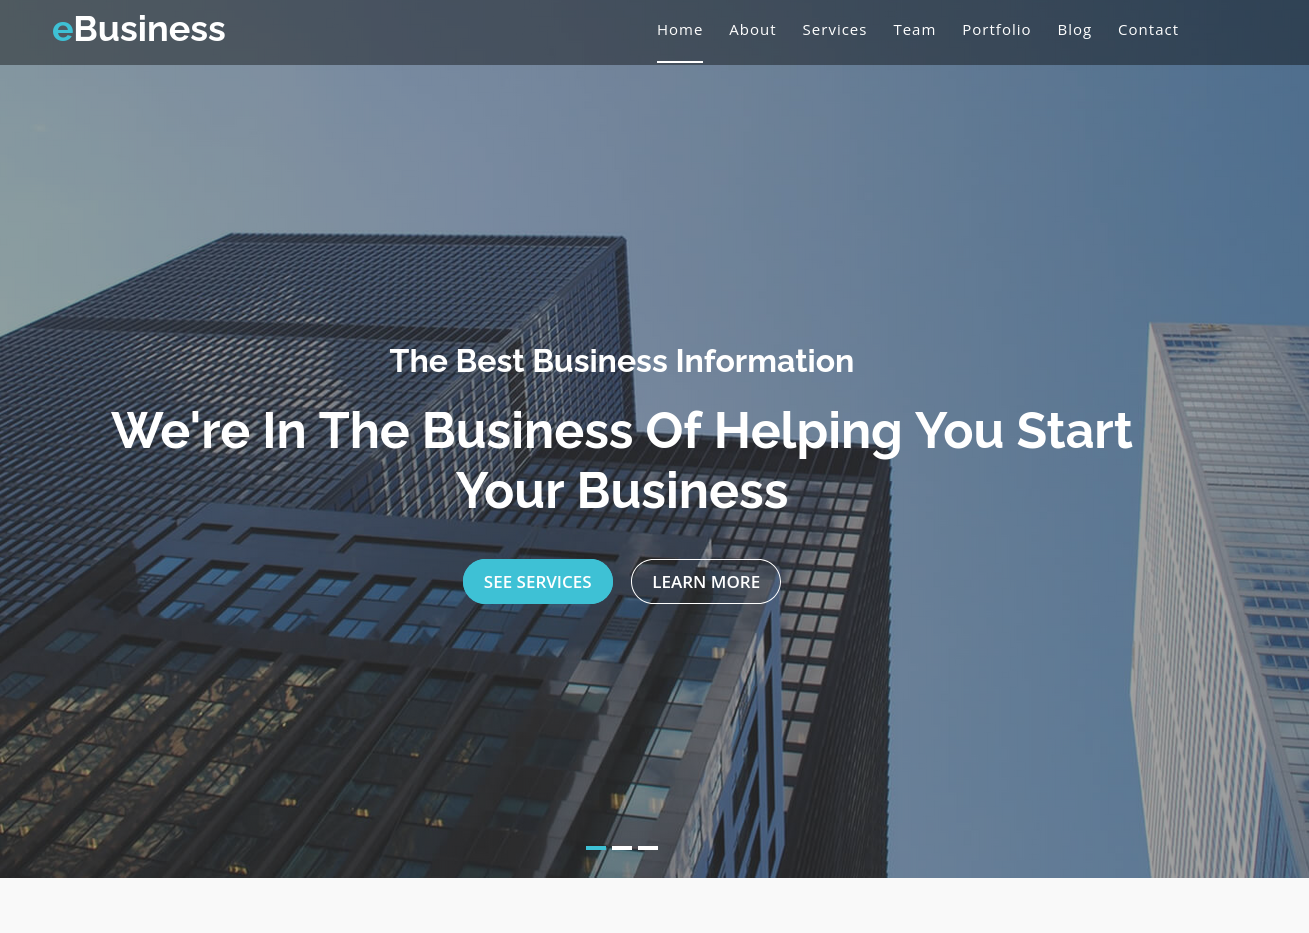 eBusiness
Home About Services Team Portfolio Blog Contact
The Best Business Information
We're In The Business Of Helping You Start
Your Business
SEE SERVICES LEARN MORE